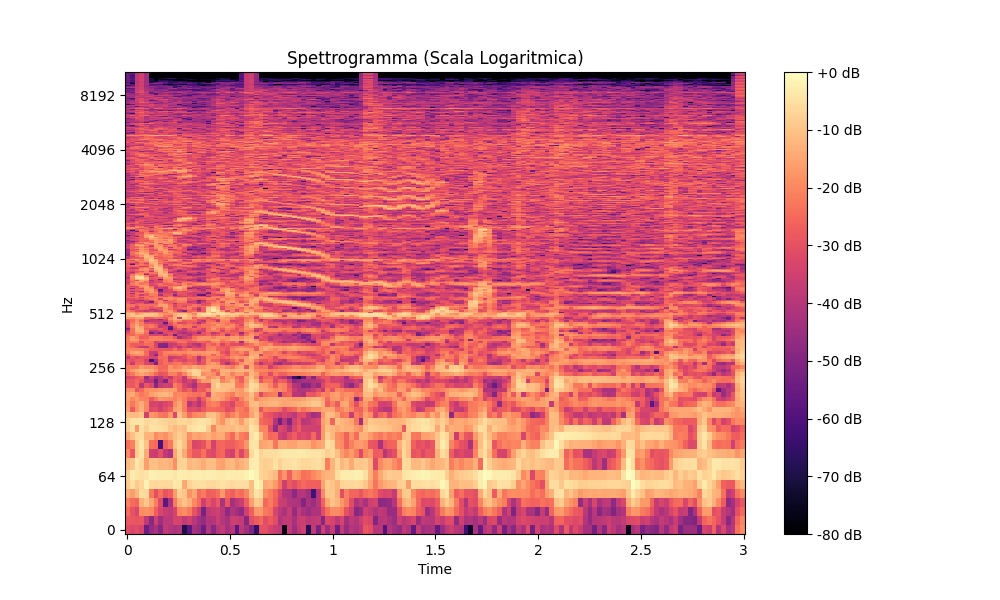 Spettrogramma (Scala Logaritmica)
Hz
8192
4096
2048
1024
512
256
128
64
0
0
0.5
1
1.5
2
2.5
3
Time
+0 dB
-10 dB
-20 dB
-30 dB
-40 dB
-50 dB
-60 dB
-70 dB
-80 dB